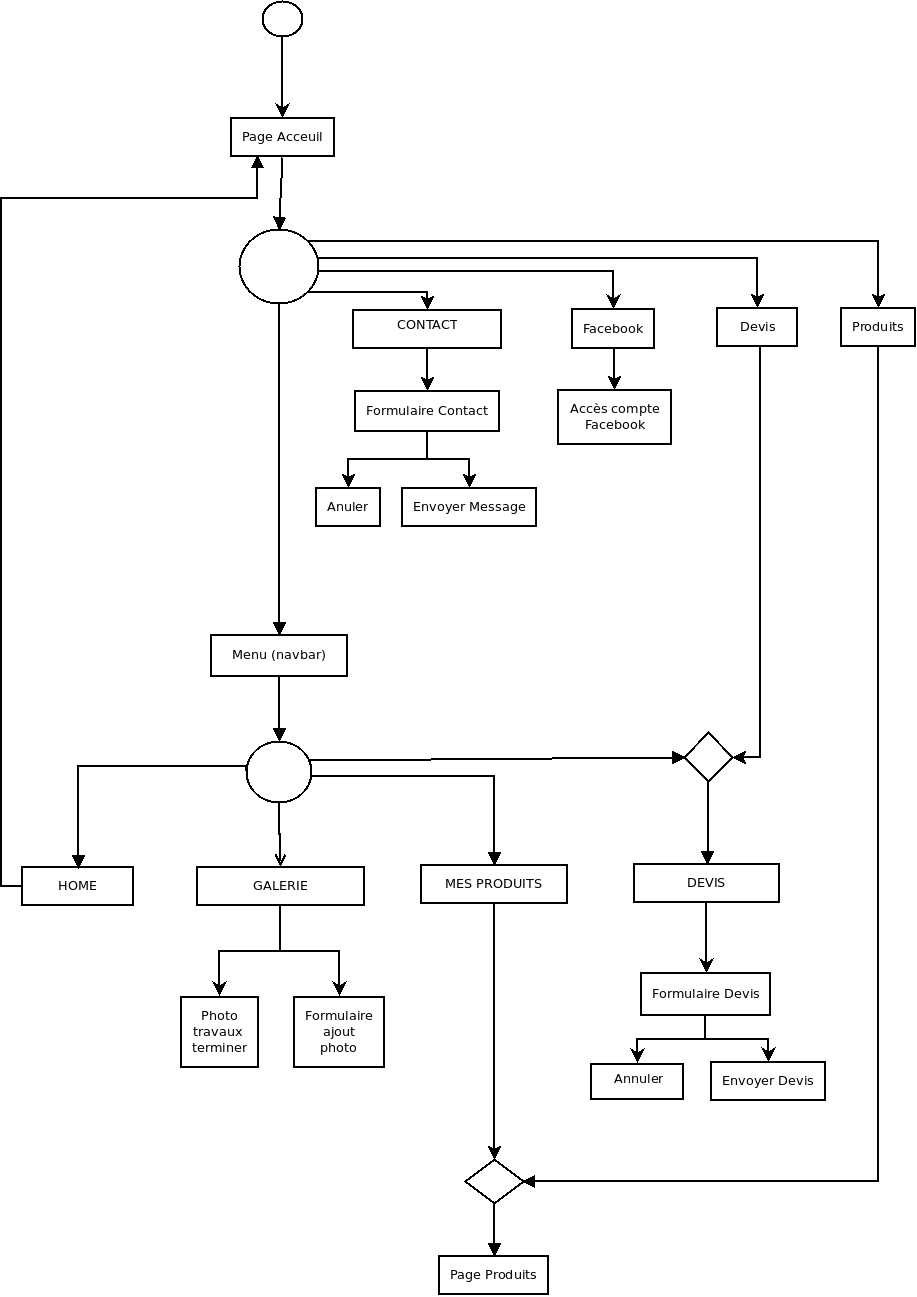 Page Acceuil
CONTACT
Facebook
Devis
Produits
Formulaire Contact
Accès compte
Facebook
Anuler
Envoyer Message
Menu (navbar)
HOME
GALERIE
MES PRODUITS
DEVIS
Photo
travaux
terminer
Formulaire
ajout
photo
Formulaire Devis
Annuler
Envoyer Devis
Page Produits